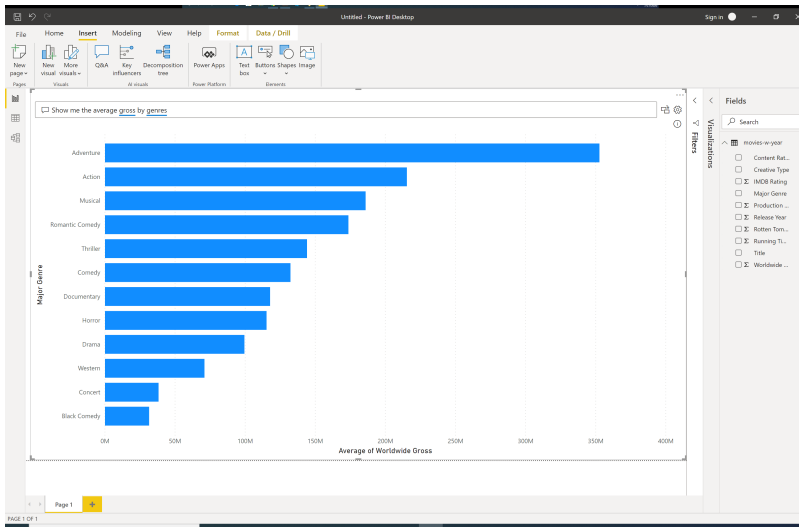 Untitled - Power BI Desktop
Sign in
File Home Insert Modeling View Help Format Data / Drill
New page
New visual
More visuals
Q&A
Key influencers
Decomposition tree
Power Apps
Text box
Buttons
Shapes
Image
Pages
Visuals
AI visuals
Power Platform
Elements
Show me the average gross by genres
Major Genre
Adventure
Action
Musical
Romantic Comedy
Thriller
Comedy
Documentary
Horror
Drama
Western
Concert
Black Comedy
0M 50M 100M 150M 200M 250M 300M 350M 400M
Average of Worldwide Gross
Filters
Visualizations
Fields
Search
movies-w-year
Content Rat...
Creative Type
Σ IMDB Rating
Major Genre
Σ Production ...
Σ Release Year
Σ Rotten Tom...
Σ Running Ti...
Title
Σ Worldwide ...
Page 1
PAGE 1 OF 1